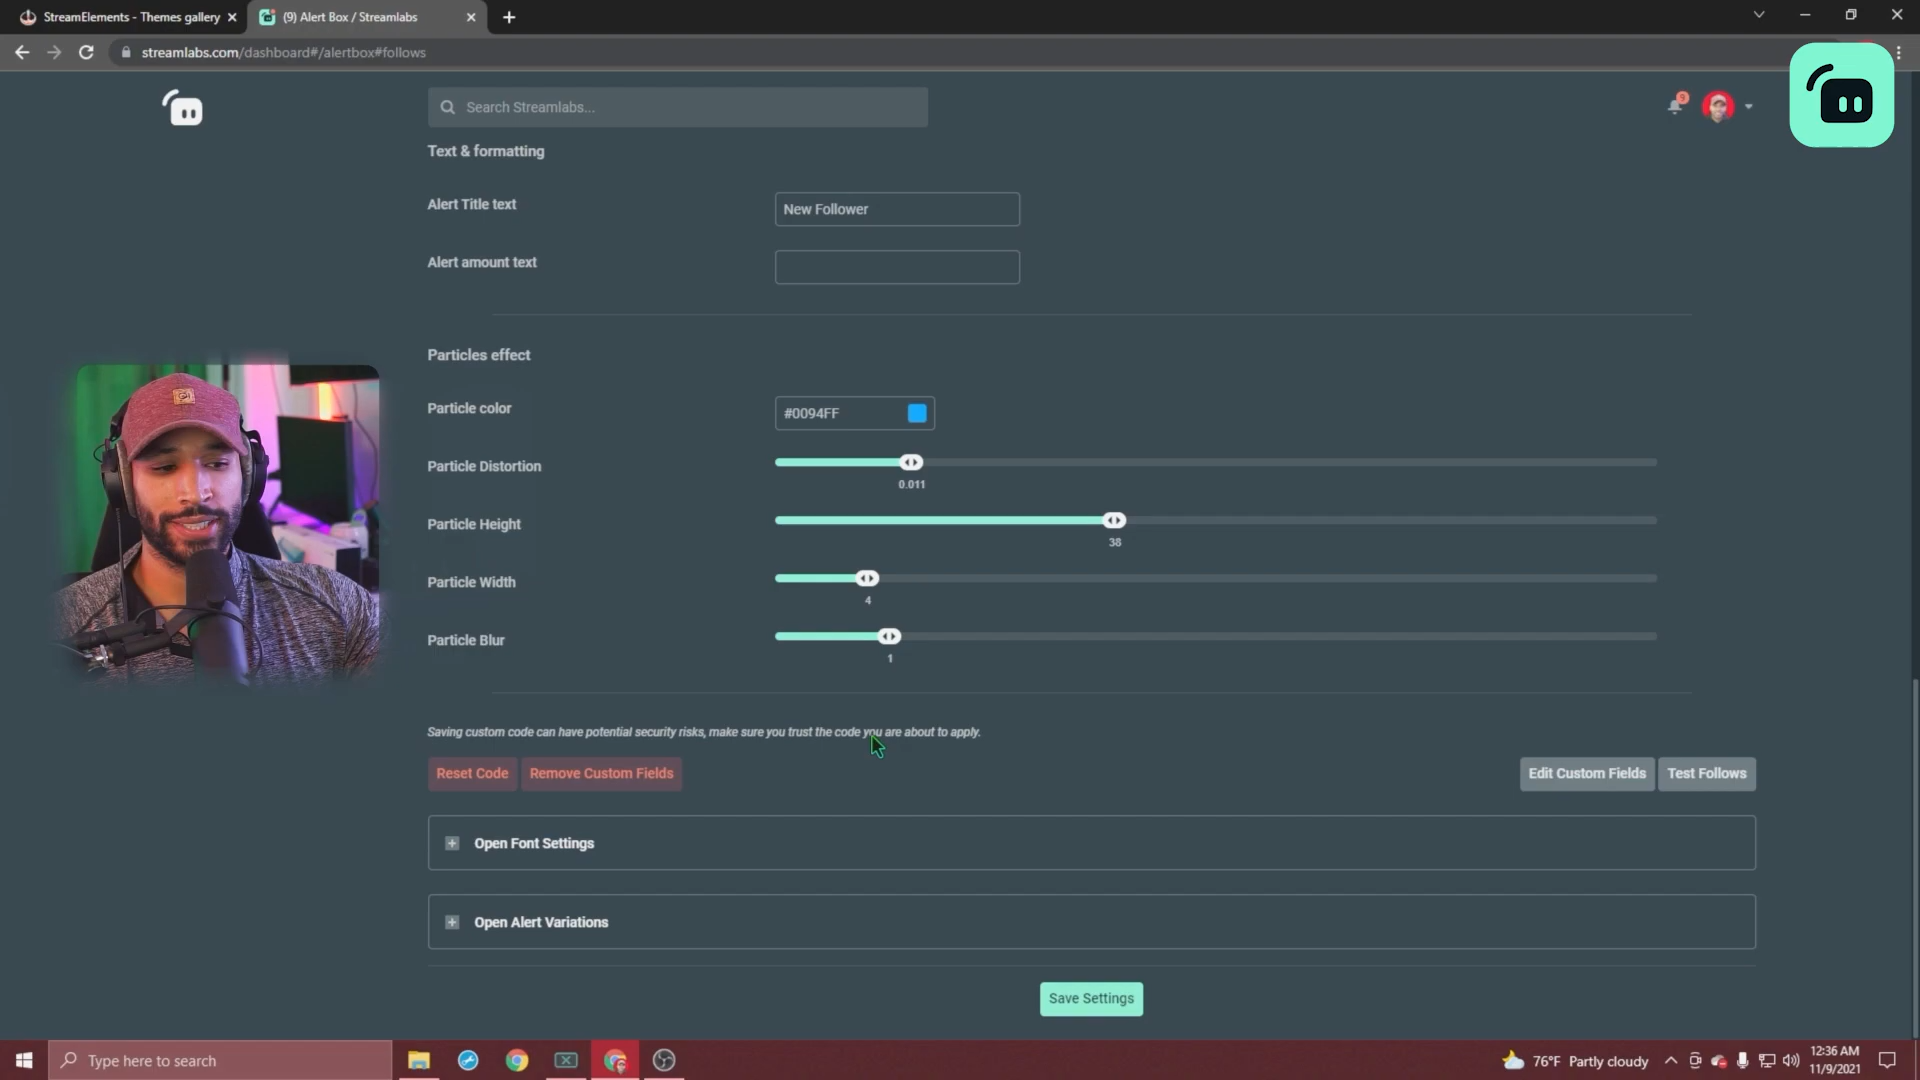 StreamElements - Themes gallery
(9) Alert Box / Streamlabs
streamlabs.com/dashboard#/alertbox#follows
Search Streamlabs...
9
Text & formatting
Alert Title text
New Follower
Alert amount text
Particles effect
Particle color
#0094FF
Particle Distortion
0.011
Particle Height
38
Particle Width
4
Particle Blur
1
Saving custom code can have potential security risks, make sure you trust the code you are about to apply.
Reset Code
Remove Custom Fields
Edit Custom Fields
Test Follows
Open Font Settings
Open Alert Variations
Save Settings
Type here to search
76°F Partly cloudy
12:36 AM
11/9/2021